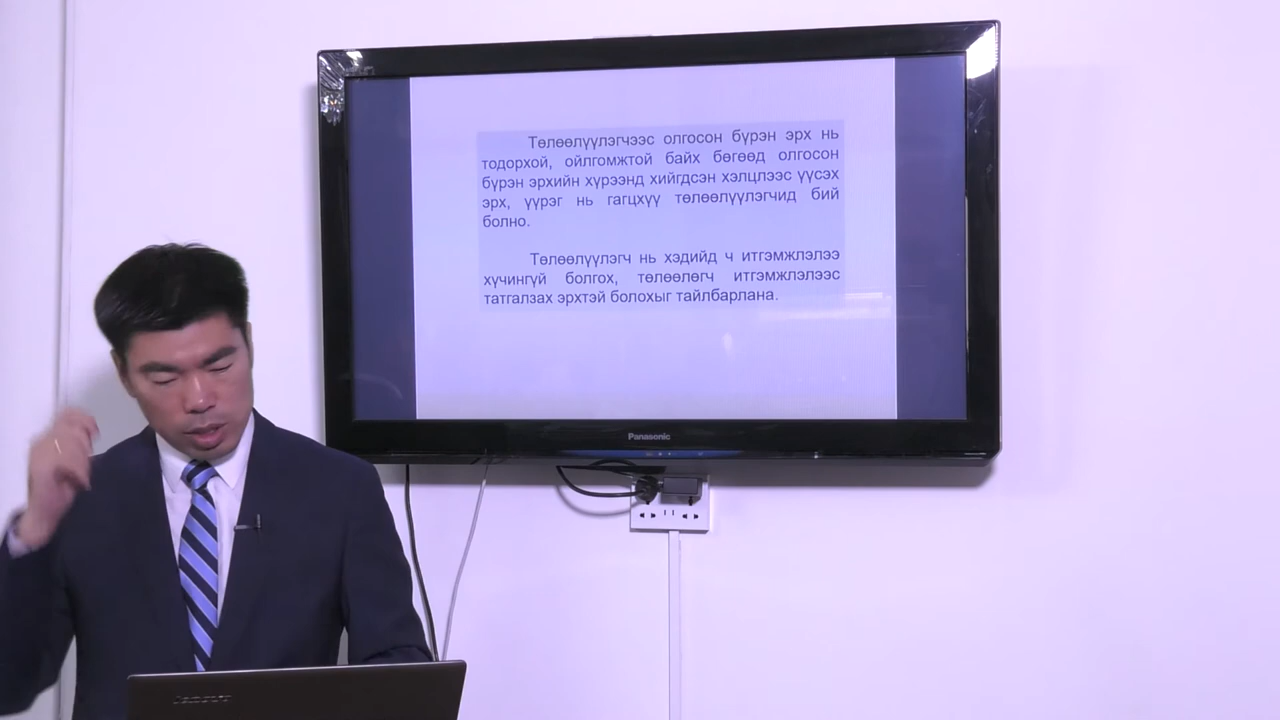 Төлөөлүүлэгчээс олгосон бүрэн эрх нь
тодорхой, ойлгомжтой байх бөгөөд олгосон
бүрэн эрхийн хүрээнд хийгдсэн хэлцлээс үүсэх
эрх, үүрэг нь гагцхүү төлөөлүүлэгчид бий
болно.
Төлөөлүүлэгч нь хэдийд ч итгэмжлэлээ
хүчингүй болгох, төлөөлөгч итгэмжлэлээс
татгалзах эрхтэй болохыг тайлбарлана.
Panasonic
lenovo